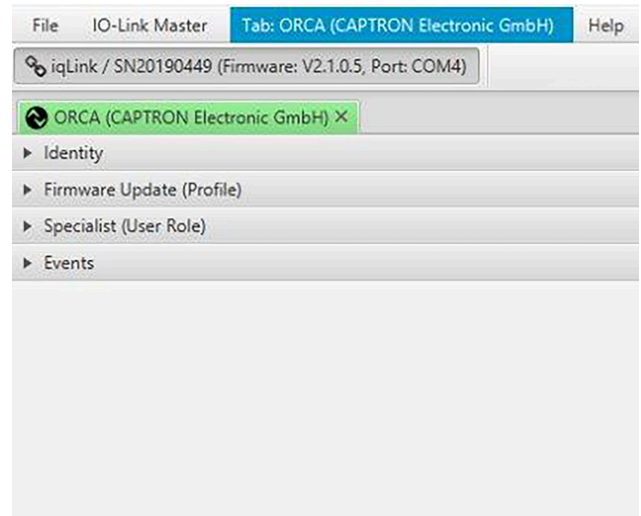 File IO-Link Master Tab: ORCA (CAPTRON Electronic GmbH) Help
iqLink / SN20190449 (Firmware: V2.1.0.5, Port: COM4)
ORCA (CAPTRON Electronic GmbH) ×
Identity
Firmware Update (Profile)
Specialist (User Role)
Events